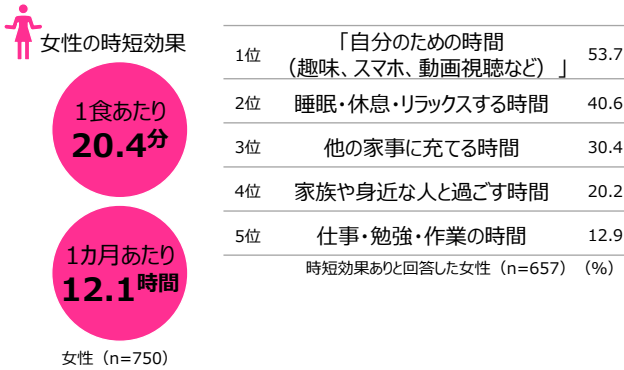 女性の時短効果
1食あたり
20.4分
1カ月あたり
12.1時間
女性（n=750）
1位 「自分のための時間
（趣味、スマホ、動画視聴など）」 53.7
2位 睡眠・休息・リラックスする時間 40.6
3位 他の家事に充てる時間 30.4
4位 家族や身近な人と過ごす時間 20.2
5位 仕事・勉強・作業の時間 12.9
時短効果ありと回答した女性（n=657）（%）